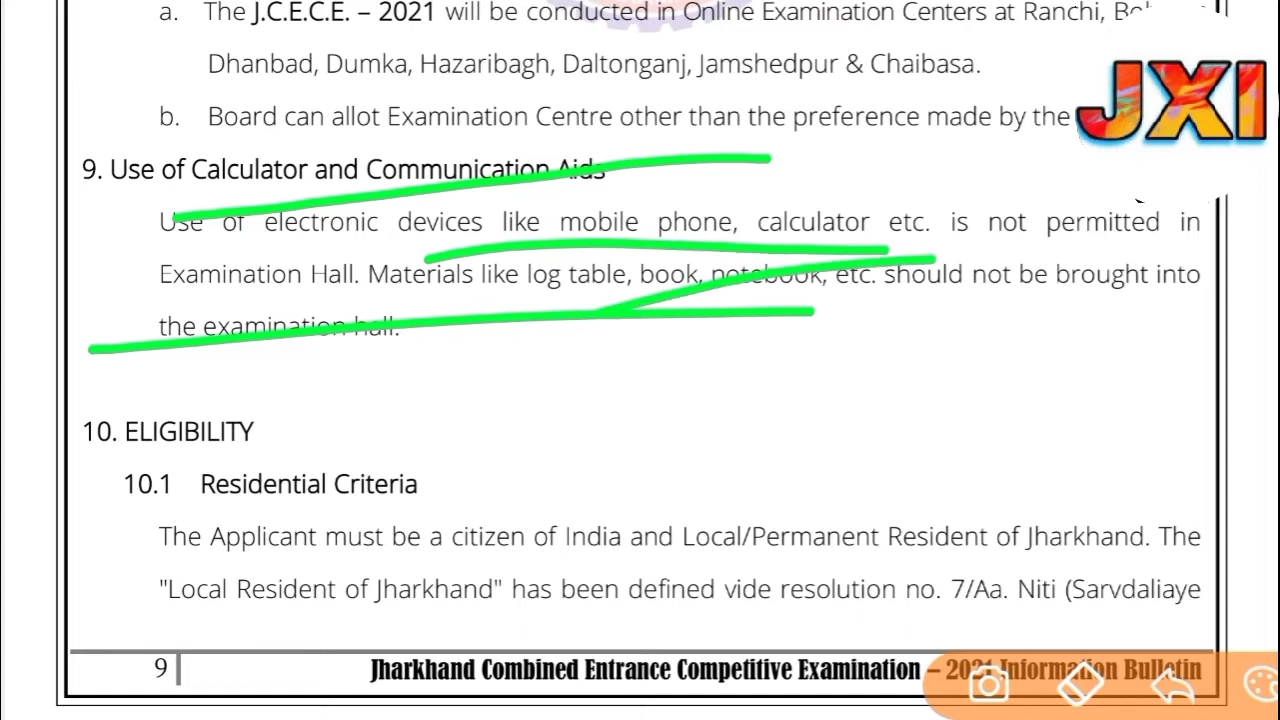 a. The J.C.E.C.E. – 2021 will be conducted in Online Examination Centers at Ranchi,
Dhanbad, Dumka, Hazaribagh, Daltonganj, Jamshedpur & Chaibasa.
b. Board can allot Examination Centre other than the preference made by the
JXI
9. Use of Calculator and Communication Aids
Use of electronic devices like mobile phone, calculator etc. is not permitted in
Examination Hall. Materials like log table, book, notebook, etc. should not be brought into
the examination hall.
10. ELIGIBILITY
10.1 Residential Criteria
The Applicant must be a citizen of India and Local/Permanent Resident of Jharkhand. The
"Local Resident of Jharkhand" has been defined vide resolution no. 7/Aa. Niti (Sarvdaliaye
9
Jharkhand Combined Entrance Competitive Examination – 2021 Information Bulletin